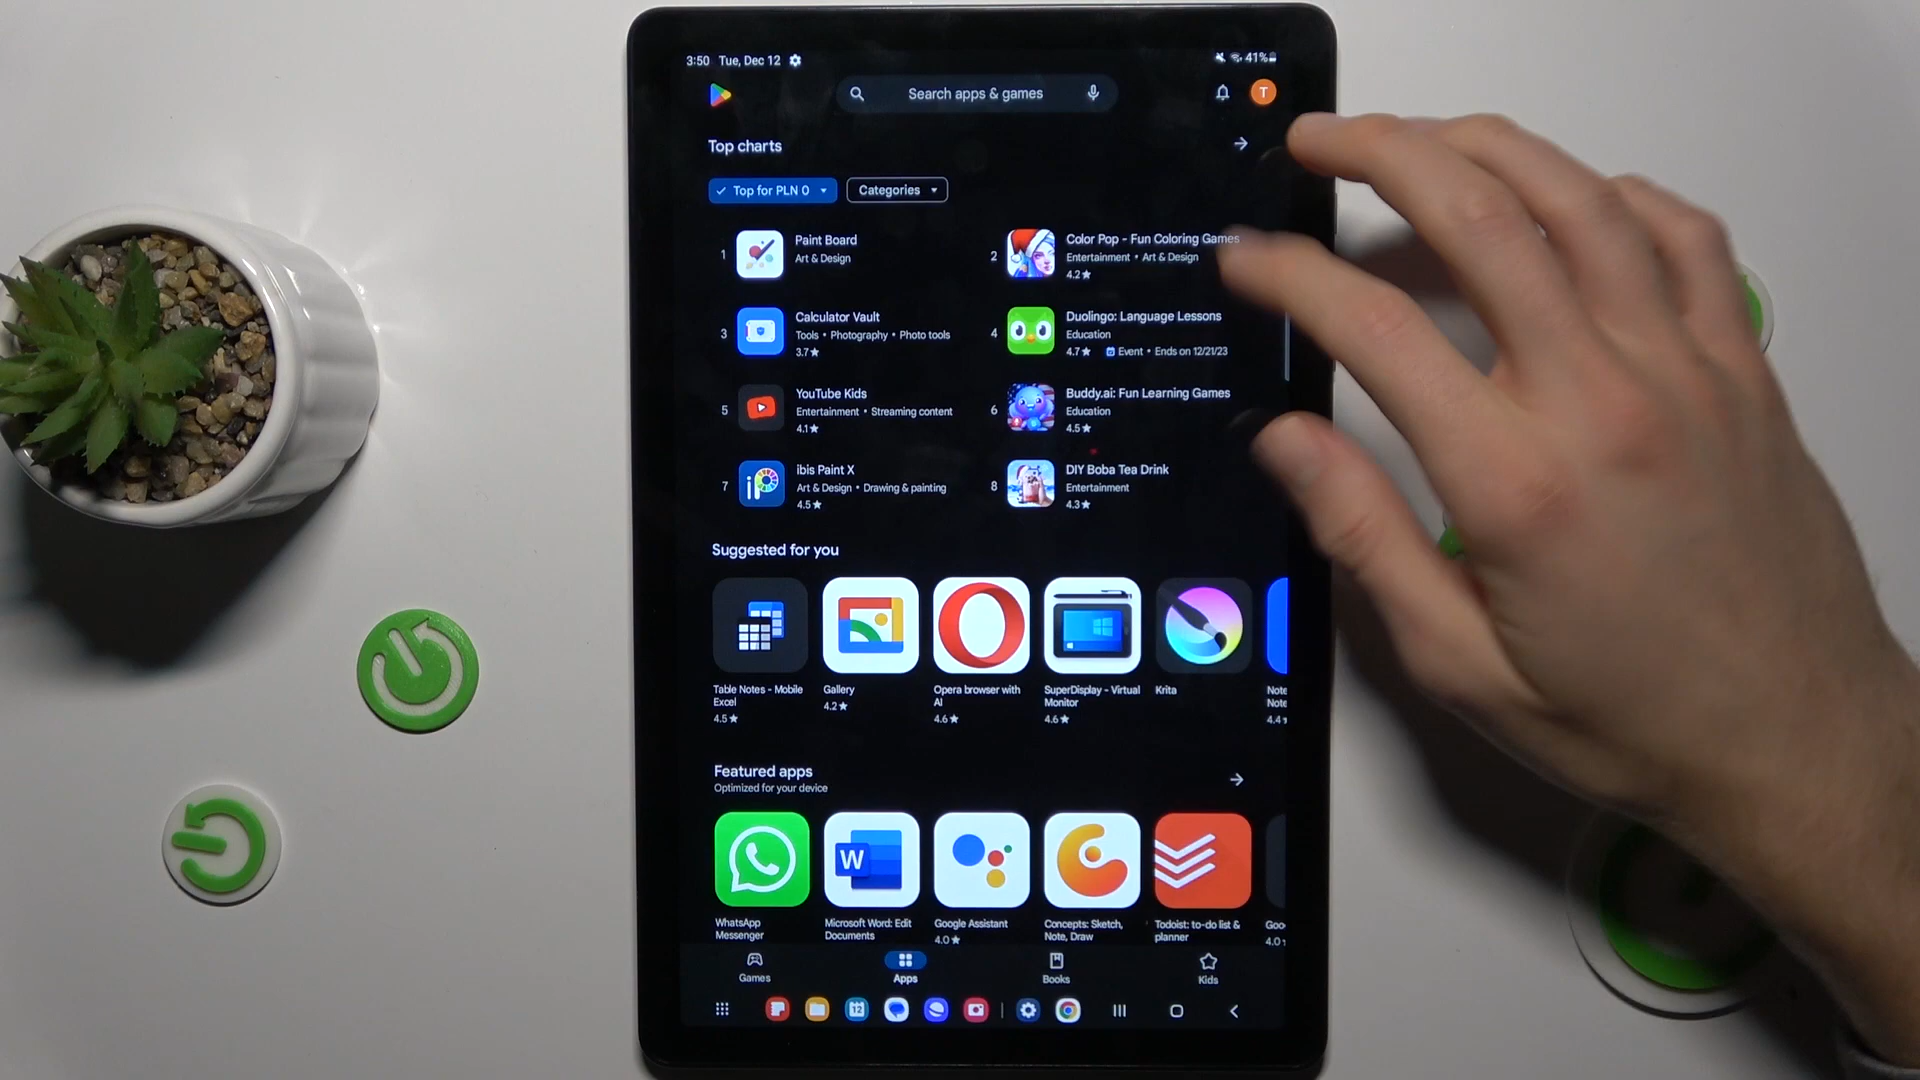 3:50 Tue, Dec 12
41%
Search apps & games
T
Top charts
Top for PLN 0
Categories
1
Paint Board
Art & Design
2
Color Pop - Fun Coloring Games
Entertainment • Art & Design
4.2★
3
Calculator Vault
Tools • Photography • Photo tools
3.7★
4
Duolingo: Language Lessons
Education
4.7★ Event • Ends on 12/21/23
5
YouTube Kids
Entertainment • Streaming content
4.1★
6
Buddy.ai: Fun Learning Games
Education
4.5★
7
ibis Paint X
Art & Design • Drawing & painting
4.5★
8
DIY Boba Tea Drink
Entertainment
4.3★
Suggested for you
Table Notes - Mobile
Excel
4.5★
Gallery
4.2★
Opera browser with
AI
4.6★
SuperDisplay - Virtual
Monitor
4.6★
Krita
Note
Note
4.4
Featured apps
Optimized for your device
W
WhatsApp
Messenger
Microsoft Word: Edit
Documents
Google Assistant
4.0★
Concepts: Sketch,
Note, Draw
Todoist: to-do list &
planner
Goo
4.0
Games
Apps
Books
Kids
12